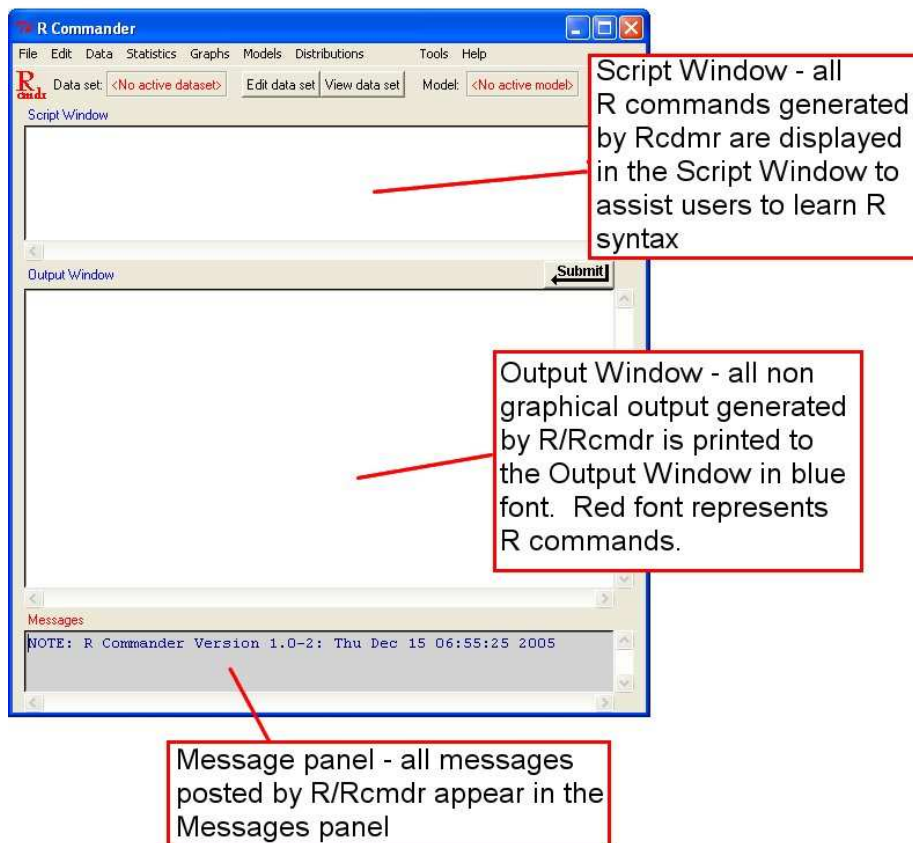 R Commander
File Edit Data Statistics Graphs Models Distributions Tools Help
R cmdr Data set: <No active dataset> Edit data set View data set Model: <No active model>
Script Window
Script Window - all
R commands generated
by Rcdmr are displayed
in the Script Window to
assist users to learn R
syntax
Output Window
Submit
Output Window - all non
graphical output generated
by R/Rcmdr is printed to
the Output Window in blue
font. Red font represents
R commands.
Messages
NOTE: R Commander Version 1.0-2: Thu Dec 15 06:55:25 2005
Message panel - all messages
posted by R/Rcmdr appear in the
Messages panel